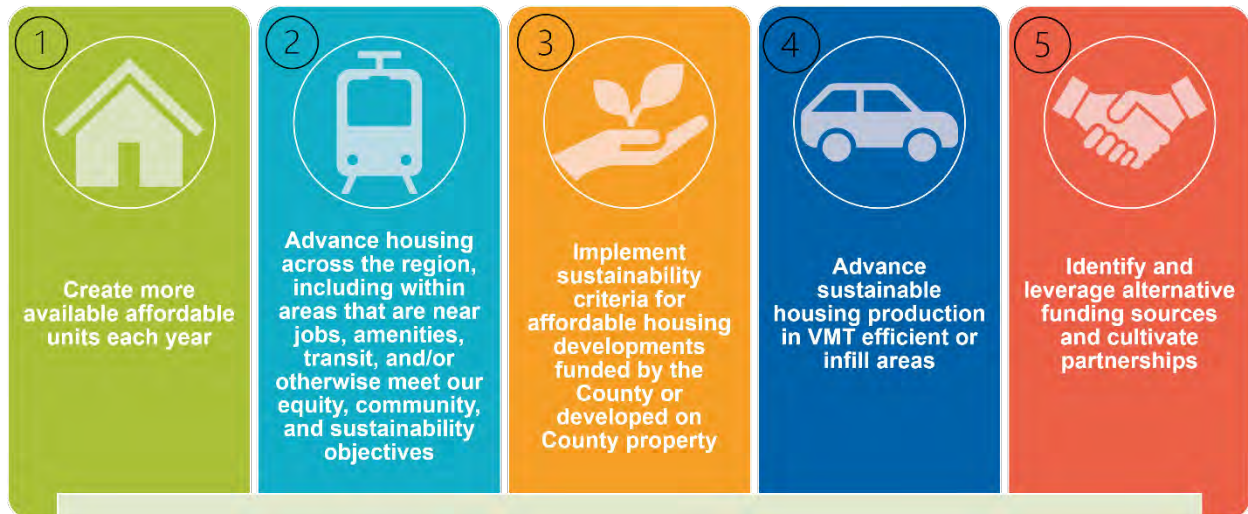 1
Create more
available affordable
units each year
2
Advance housing
across the region,
including within
areas that are near
jobs, amenities,
transit, and/or
otherwise meet our
equity, community,
and sustainability
objectives
3
Implement
sustainability
criteria for
affordable housing
developments
funded by the
County or
developed on
County property
4
Advance
sustainable
housing production
in VMT efficient or
infill areas
5
Identify and
leverage alternative
funding sources
and cultivate
partnerships